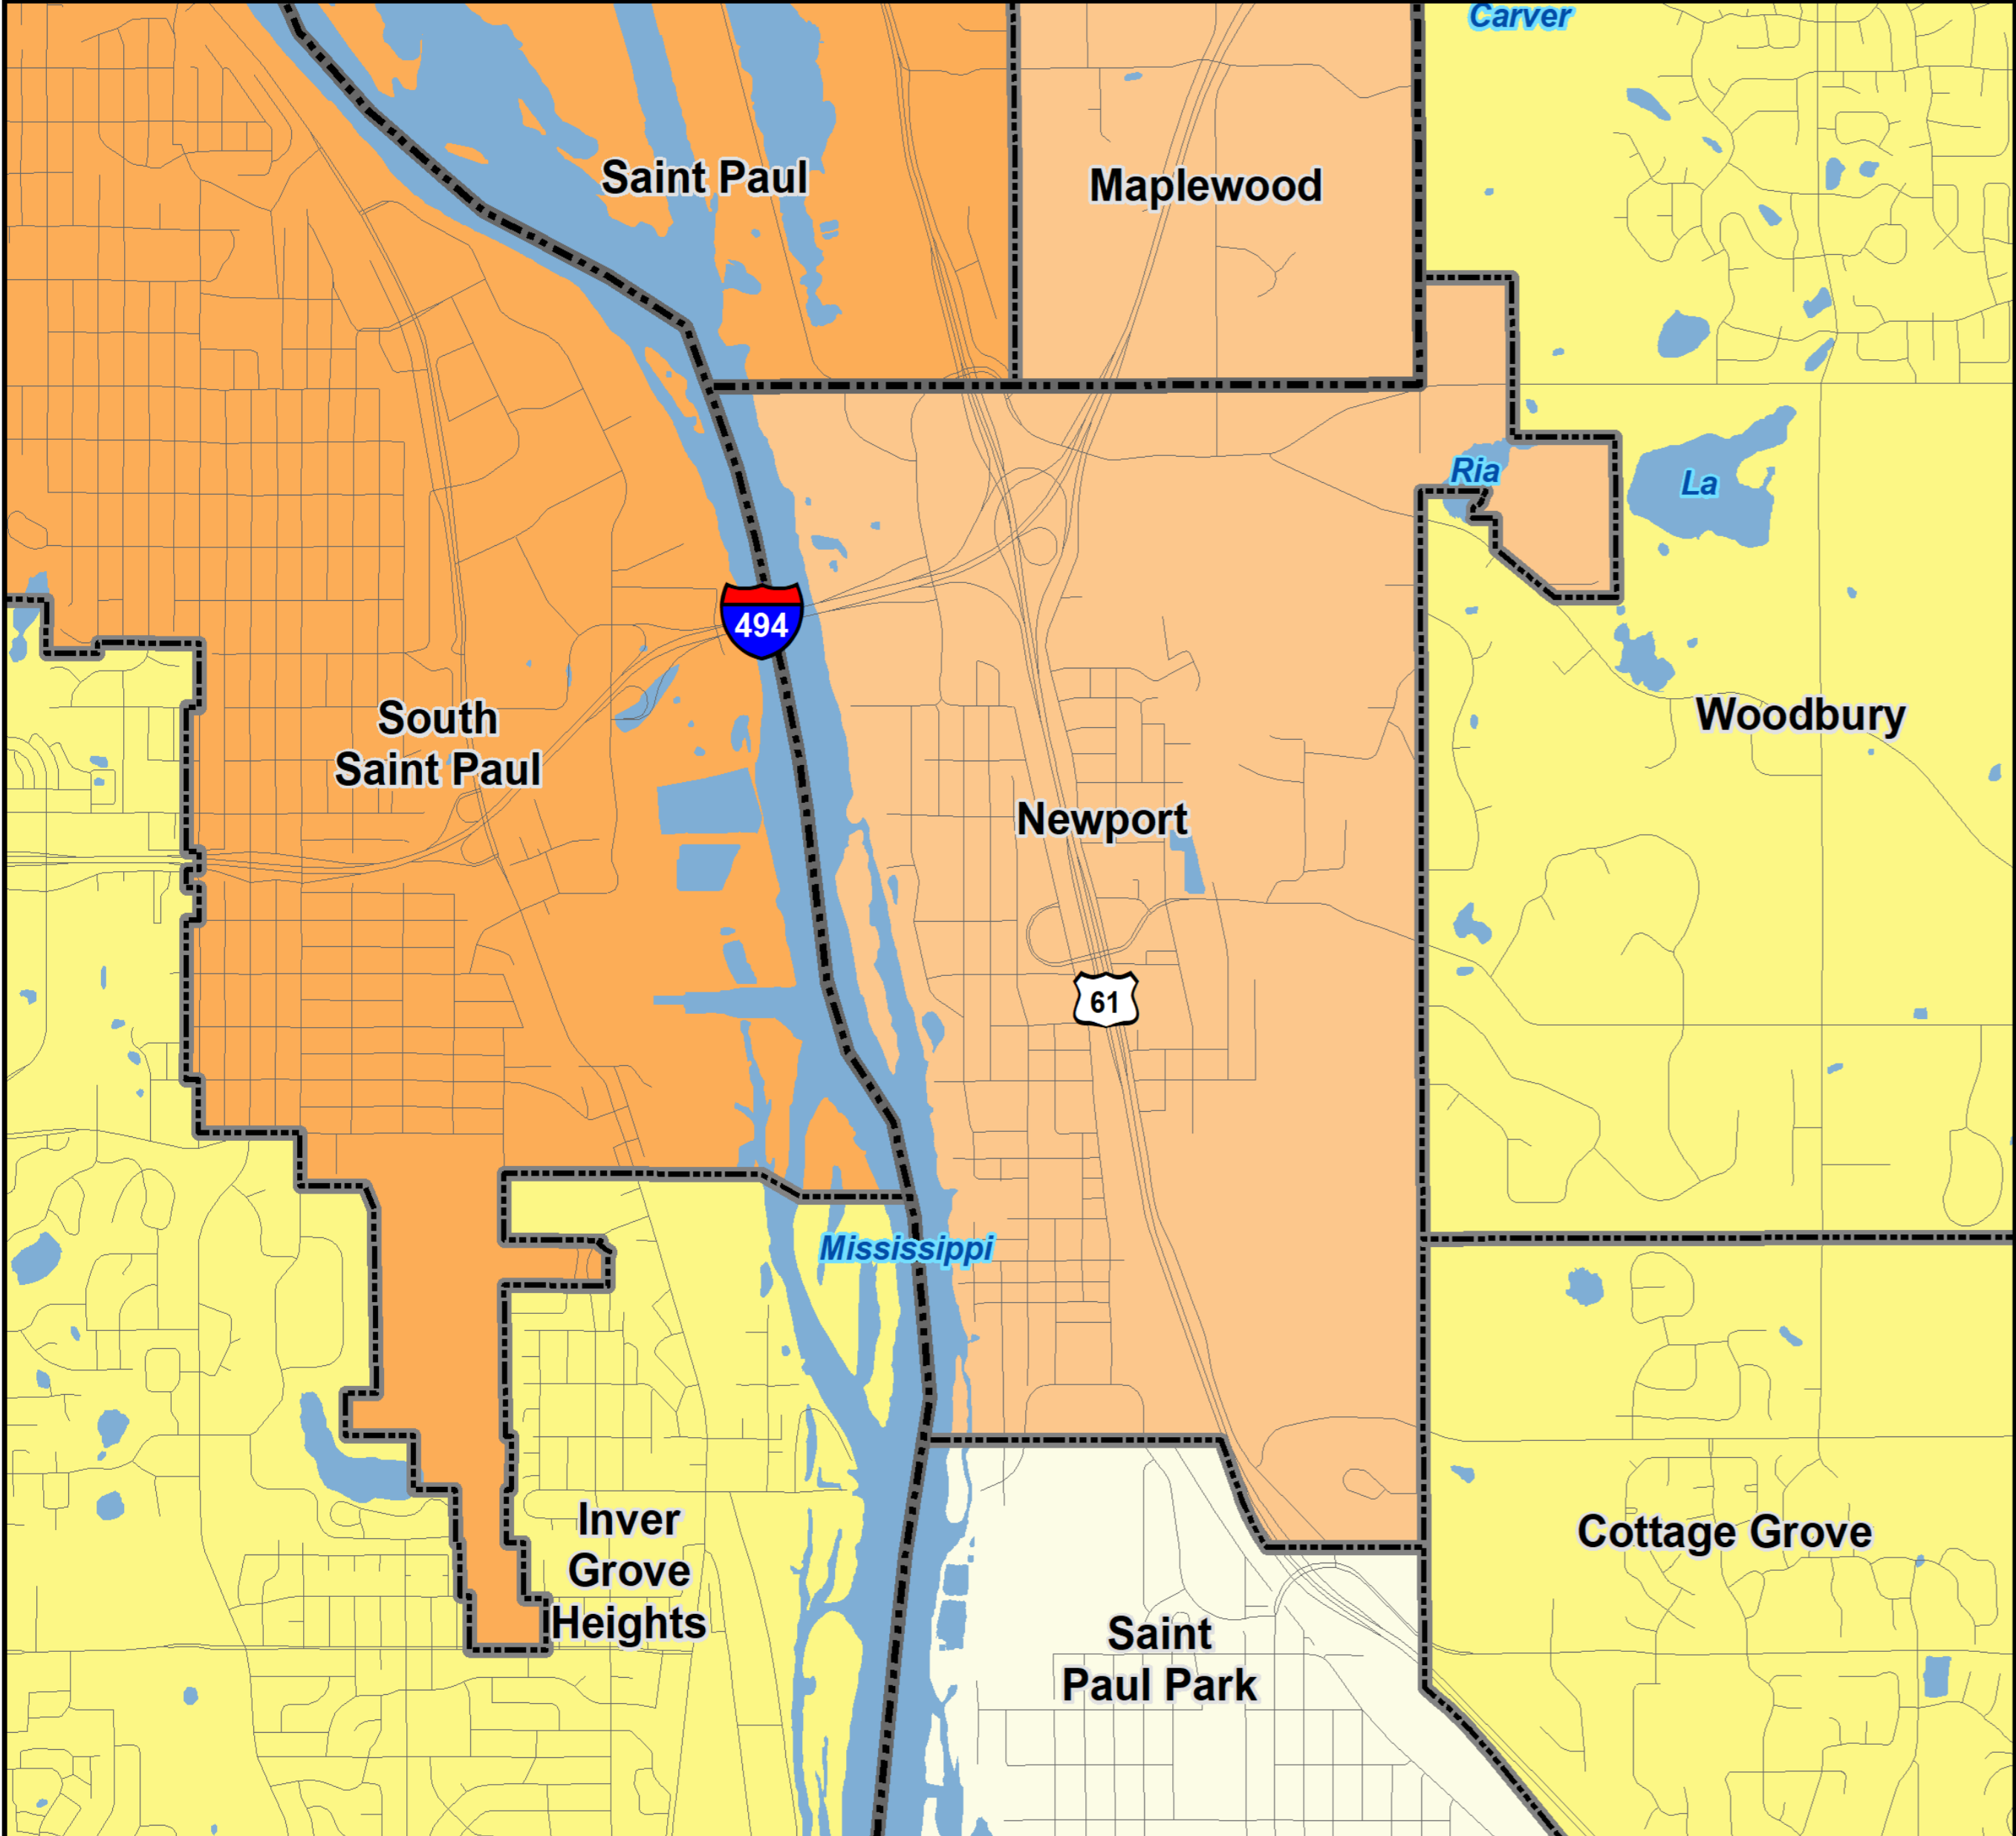 Carver
Saint Paul
Maplewood
Ria
La
494
South
Saint Paul
Woodbury
Newport
61
Mississippi
Inver
Grove
Heights
Cottage Grove
Saint
Paul Park